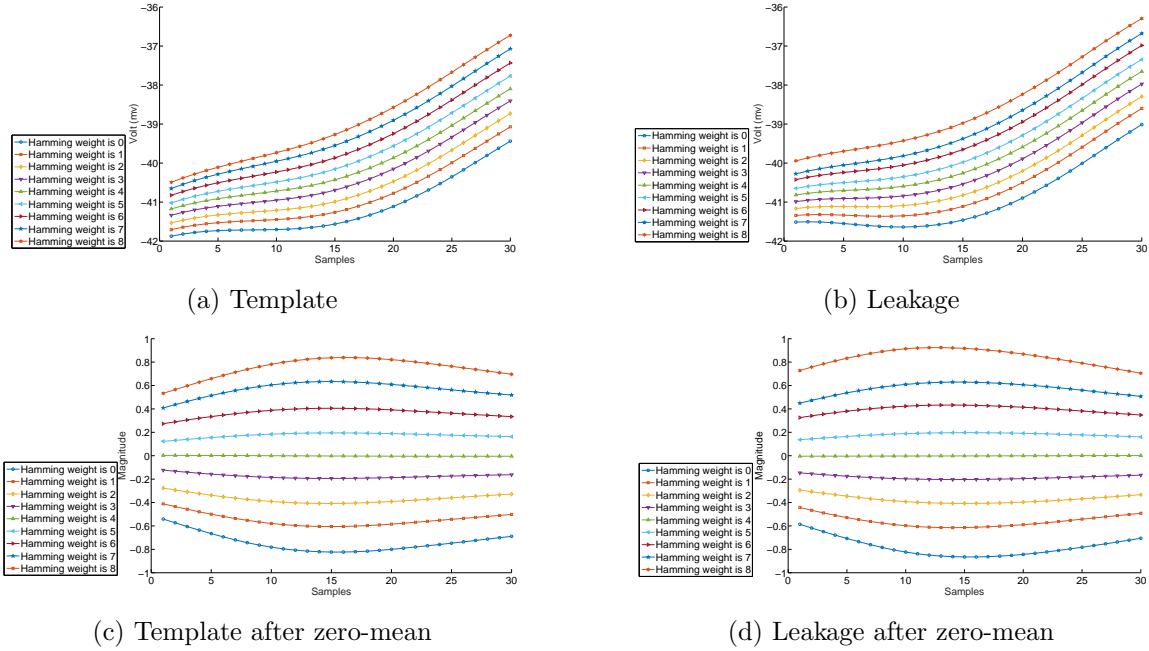 -36
-37
-38
-39
-40
-41
-42
Volt (mv)
0
5
10
15
20
25
30
Samples
Hamming weight is 0
Hamming weight is 1
Hamming weight is 2
Hamming weight is 3
Hamming weight is 4
Hamming weight is 5
Hamming weight is 6
Hamming weight is 7
Hamming weight is 8
(a) Template
-36
-37
-38
-39
-40
-41
-42
Volt (mv)
0
5
10
15
20
25
30
Samples
Hamming weight is 0
Hamming weight is 1
Hamming weight is 2
Hamming weight is 3
Hamming weight is 4
Hamming weight is 5
Hamming weight is 6
Hamming weight is 7
Hamming weight is 8
(b) Leakage
1
0.8
0.6
0.4
0.2
0
-0.2
-0.4
-0.6
-0.8
-1
Magnitude
0
5
10
15
20
25
30
Samples
Hamming weight is 0
Hamming weight is 1
Hamming weight is 2
Hamming weight is 3
Hamming weight is 4
Hamming weight is 5
Hamming weight is 6
Hamming weight is 7
Hamming weight is 8
(c) Template after zero-mean
1
0.8
0.6
0.4
0.2
0
-0.2
-0.4
-0.6
-0.8
-1
Magnitude
0
5
10
15
20
25
30
Samples
Hamming weight is 0
Hamming weight is 1
Hamming weight is 2
Hamming weight is 3
Hamming weight is 4
Hamming weight is 5
Hamming weight is 6
Hamming weight is 7
Hamming weight is 8
(d) Leakage after zero-mean